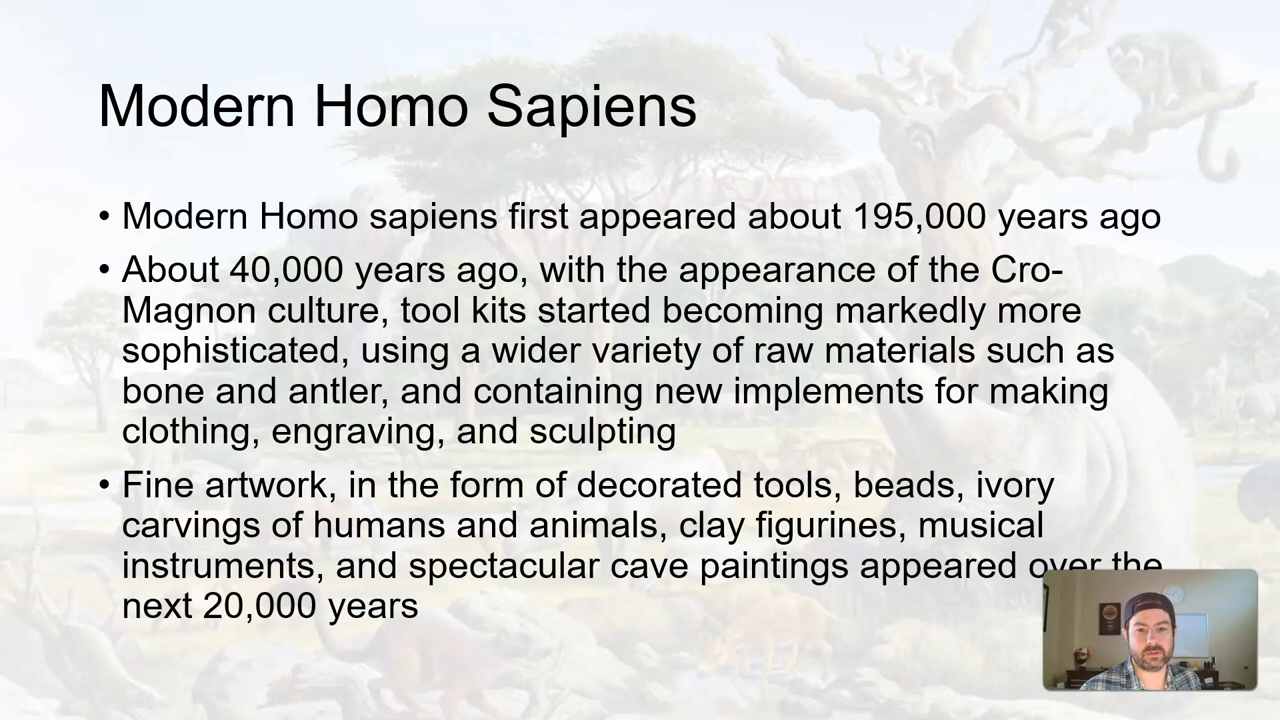 Modern Homo Sapiens
• Modern Homo sapiens first appeared about 195,000 years ago
• About 40,000 years ago, with the appearance of the Cro-
Magnon culture, tool kits started becoming markedly more
sophisticated, using a wider variety of raw materials such as
bone and antler, and containing new implements for making
clothing, engraving, and sculpting
• Fine artwork, in the form of decorated tools, beads, ivory
carvings of humans and animals, clay figurines, musical
instruments, and spectacular cave paintings appeared over the
next 20,000 years